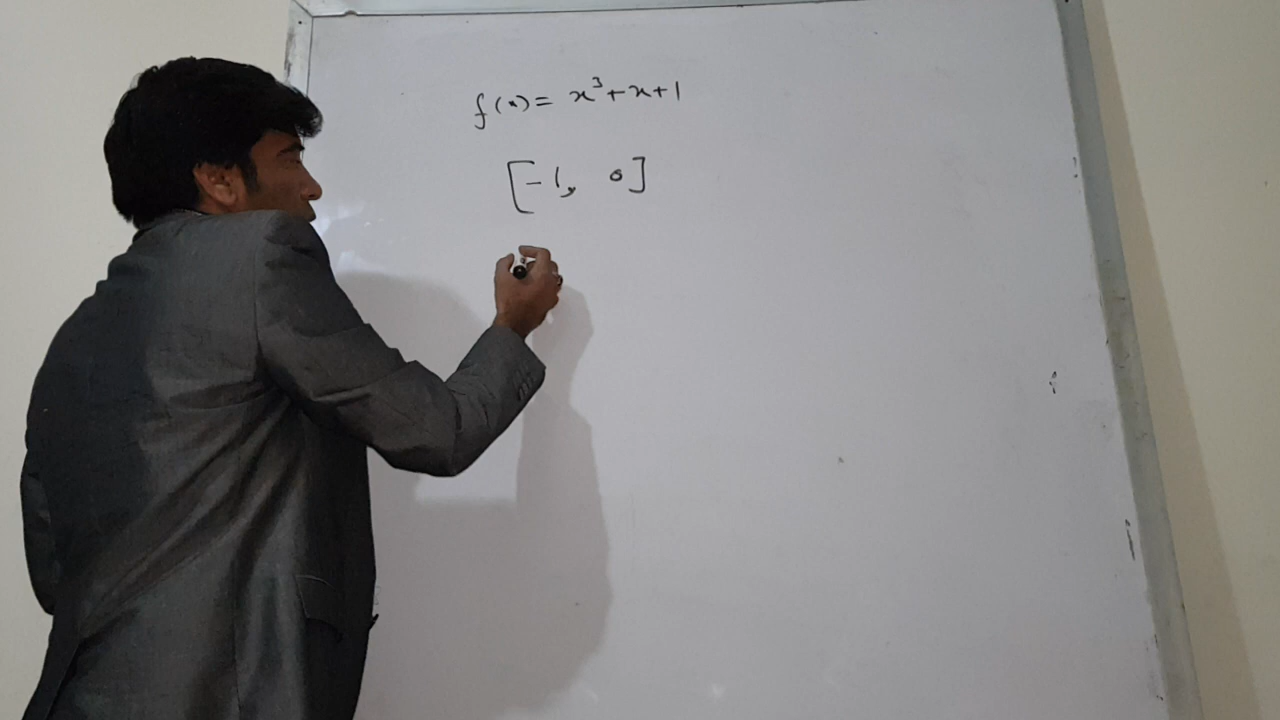 f(x) = x³+x+1
[-1, 0]